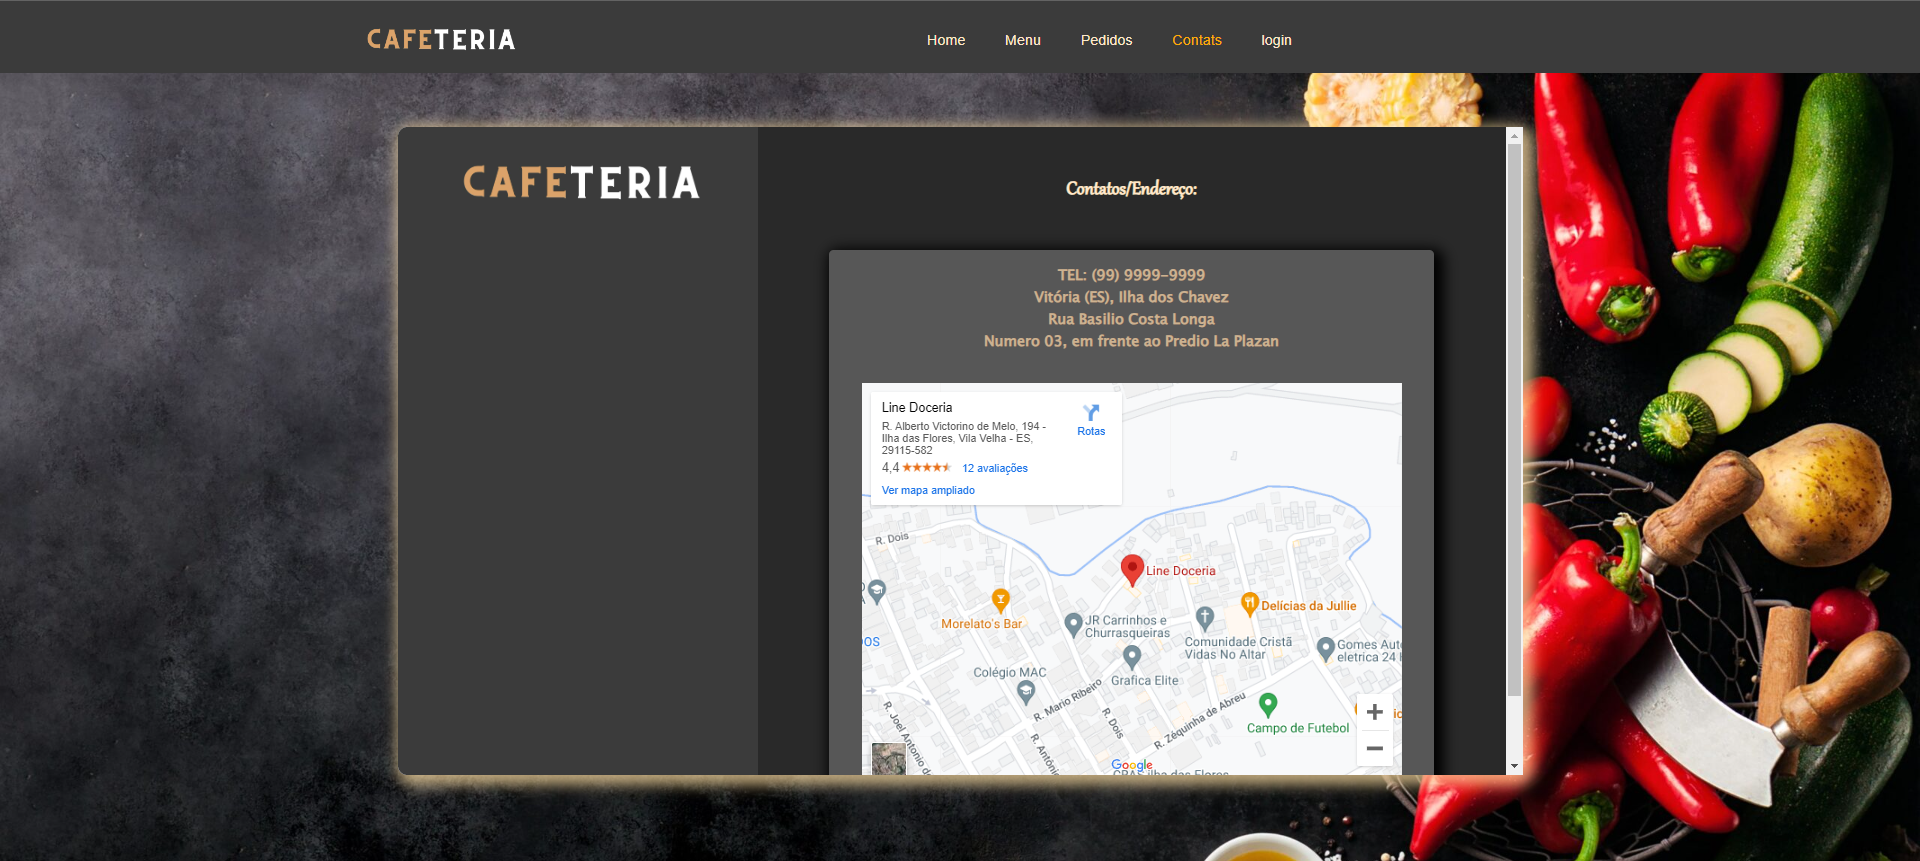 CAFETERIA
Home Menu Pedidos Contats login
CAFETERIA
Contatos/Endereço:
TEL: (99) 9999-9999
Vitória (ES), Ilha dos Chavez
Rua Basilio Costa Longa
Numero 03, em frente ao Predio La Plazan
Line Doceria
R. Alberto Victorino de Melo, 194 -
Ilha das Flores, Vila Velha - ES,
29115-582
Rotas
4,4 12 avaliações
Ver mapa ampliado
R. Dois
Line Doceria
Delícias da Jullie
Morelato's Bar
JR Carrinhos e
Churrasqueiras
Comunidade Cristã
Vidas No Altar
Gomes Auto
eletrica 24 h
Colégio MAC
Grafica Elite
R. Mario Ribeiro
R. Dois
R. Zéquinha de Abreu
Campo de Futebol
R. Joel Antonio de
R. Antôni
Google
CRAS ilha das Flores